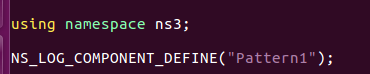 using namespace ns3;
NS_LOG_COMPONENT_DEFINE("Pattern1");